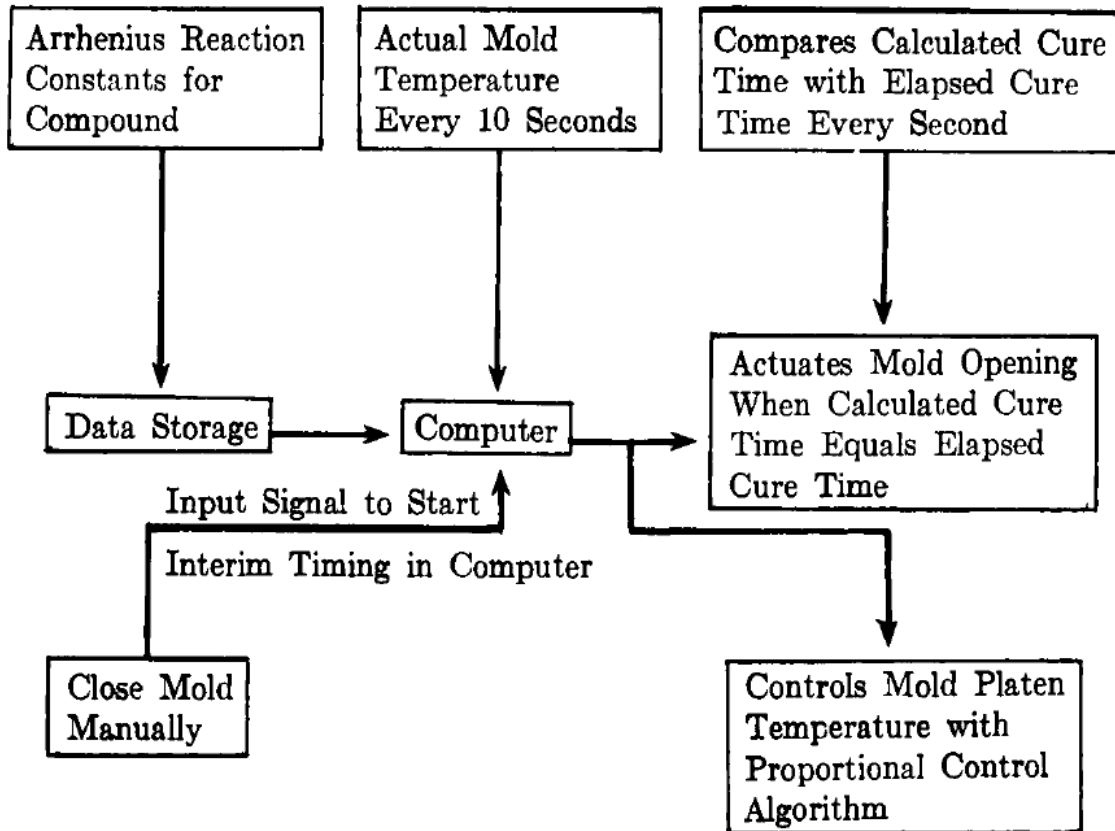 Arrhenius Reaction
Constants for
Compound
Actual Mold
Temperature
Every 10 Seconds
Compares Calculated Cure
Time with Elapsed Cure
Time Every Second
Data Storage
Computer
Actuates Mold Opening
When Calculated Cure
Time Equals Elapsed
Cure Time
Input Signal to Start
Interim Timing in Computer
Close Mold
Manually
Controls Mold Platen
Temperature with
Proportional Control
Algorithm